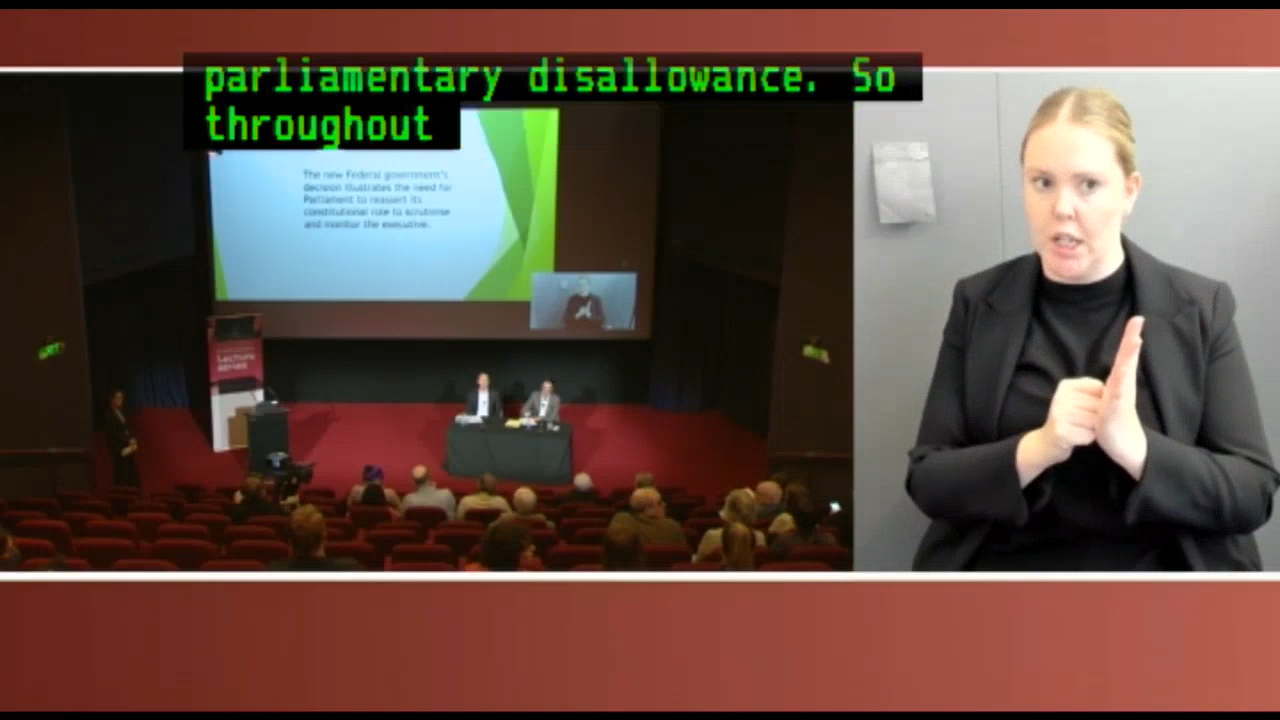 parliamentary disallowance. So
throughout
The new Federal government's
decision illustrates the need for
Parliament to reassert its
constitutional role to scrutinise
and monitor the executive.
Lecture
series